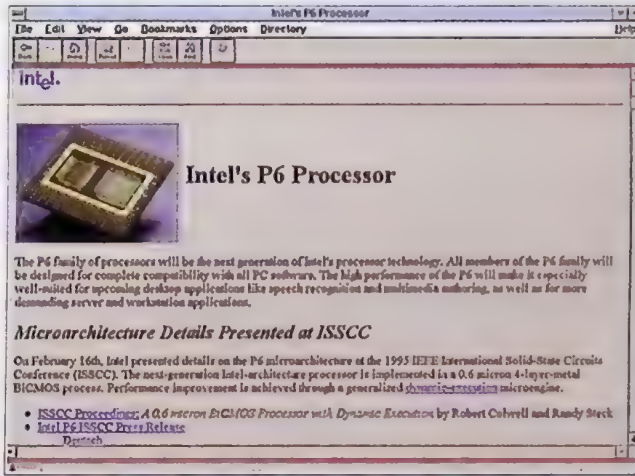 Intel's P6 Processor
File Edit View Go Bookmarks Options Directory Help
intel.
Intel's P6 Processor
The P6 family of processors will be the next generation of Intel's processor technology. All members of the P6 family will
be designed for complete compatibility with all PC software. The high performance of the P6 will make it especially
well-suited for upcoming desktop applications like speech recognition and multimedia authoring, as well as for more
demanding server and workstation applications.
Microarchitecture Details Presented at ISSCC
On February 16th, Intel presented details on the P6 microarchitecture at the 1995 IEEE International Solid-State Circuits
Conference (ISSCC). The next-generation Intel-architecture processor is implemented in a 0.6 micron 4-layer-metal
BiCMOS process. Performance improvement is achieved through a generalized dynamic-execution microengine.
• ISSCC Proceedings: A 0.6 micron BiCMOS Processor with Dynamic Execution by Robert Colwell and Randy Steck
• Intel P6 ISSCC Press Release